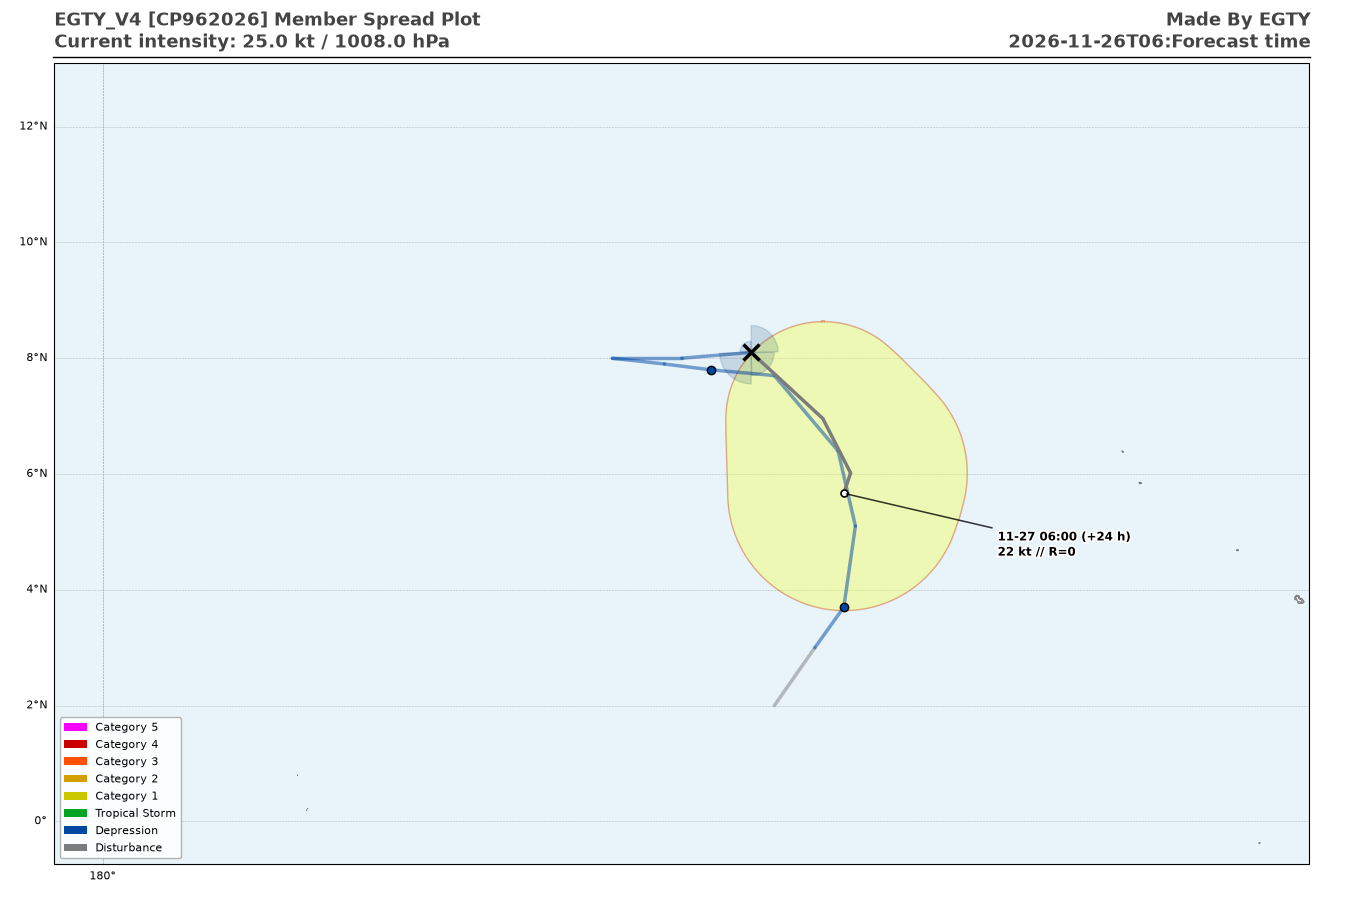 EGTY_V4 [CP962026] Member Spread Plot
Made By EGTY
Current intensity: 25.0 kt / 1008.0 hPa
2026-11-26T06:Forecast time
12°N
10°N
8°N
6°N
4°N
2°N
0°
180°
11-27 06:00 (+24 h)
22 kt // R=0
Category 5
Category 4
Category 3
Category 2
Category 1
Tropical Storm
Depression
Disturbance